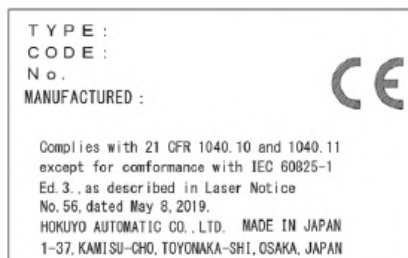 TYPE:
CODE:
No.
MANUFACTURED:
CE
Complies with 21 CFR 1040.10 and 1040.11
except for comformance with IEC 60825-1
Ed.3.,as described in Laser Notice
No.56, dated May 8, 2019.
HOKUYO AUTOMATIC CO.,LTD. MADE IN JAPAN
1-37, KAMISU-CHO, TOYONAKA-SHI, OSAKA, JAPAN